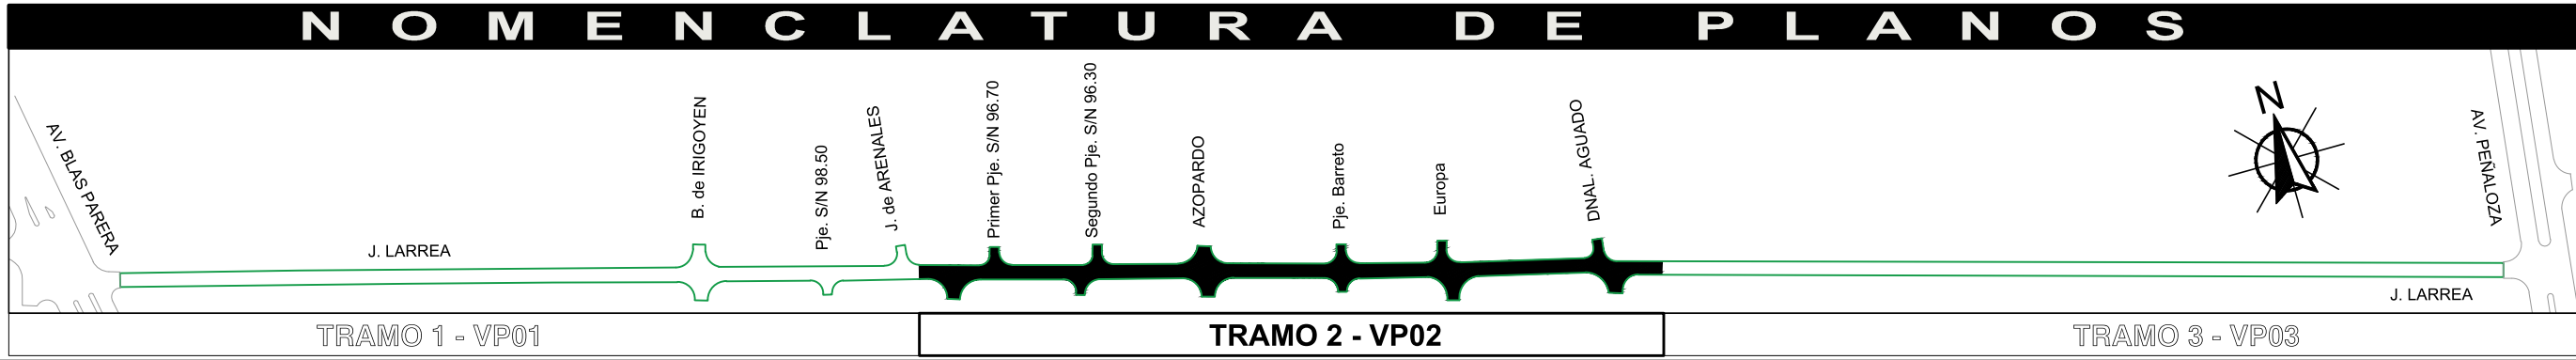 NOMENCLATURA DE PLANOS
AV. BLAS PARERA
J. LARREA
B. de IRIGOYEN
Pje. S/N 98.50
J. de ARENALES
Primer Pje. S/N 96.70
Segundo Pje. S/N 96.30
AZOPARDO
Pje. Barreto
Europa
DNAL. AGUADO
N
AV. PEÑALOZA
J. LARREA
TRAMO 1 - VP01
TRAMO 2 - VP02
TRAMO 3 - VP03